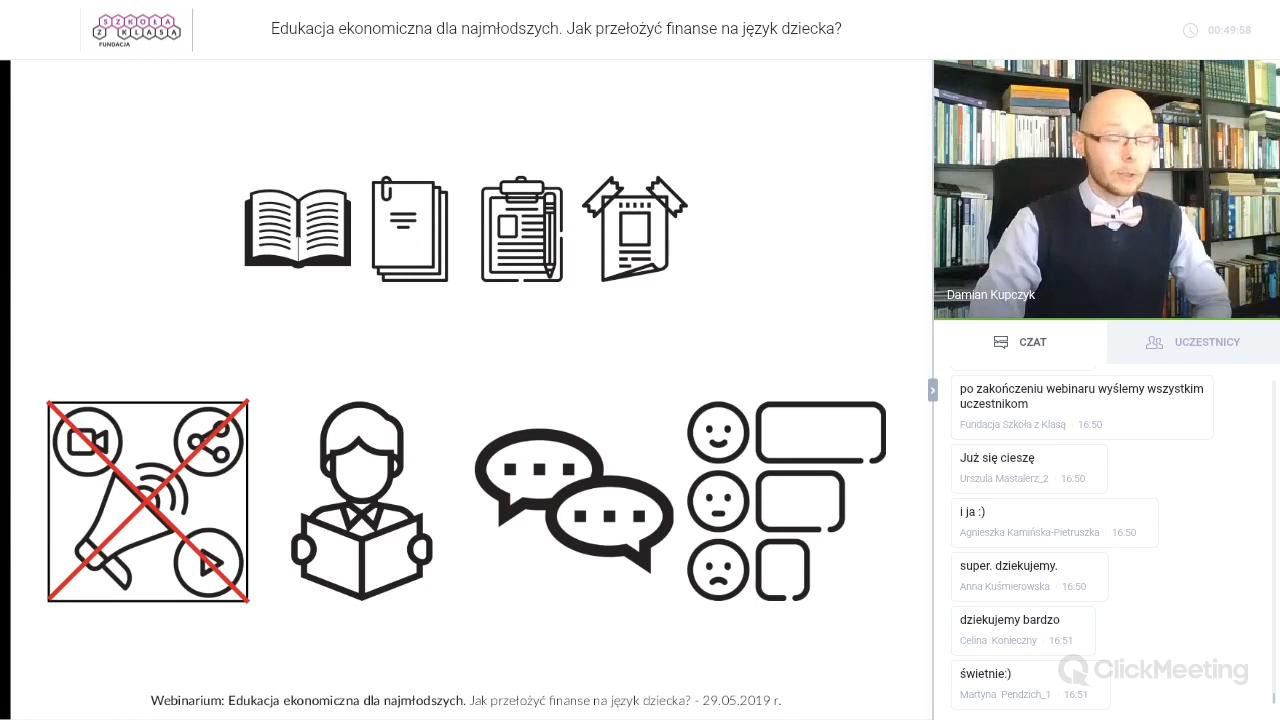 SZKOŁA
Z KLASĄ
FUNDACJA
Edukacja ekonomiczna dla najmłodszych. Jak przełożyć finanse na język dziecka?
00:49:58
Damian Kupczyk
CZAT
UCZESTNICY
po zakończeniu webinaru wyślemy wszystkim
uczestnikom
Fundacja Szkoła z Klasą 16:50
Już się cieszę
Urszula Mastalerz_2 16:50
i ja :)
Agnieszka Kamińska-Pietruszka 16:50
super. dziekujemy.
Anna Kuśmierowska 16:50
dziekujemy bardzo
Celina Konieczny 16:51
świetnie:)
Martyna Pendzich_1 16:51
ClickMeeting
Webinarium: Edukacja ekonomiczna dla najmłodszych. Jak przełożyć finanse na język dziecka? - 29.05.2019 r.